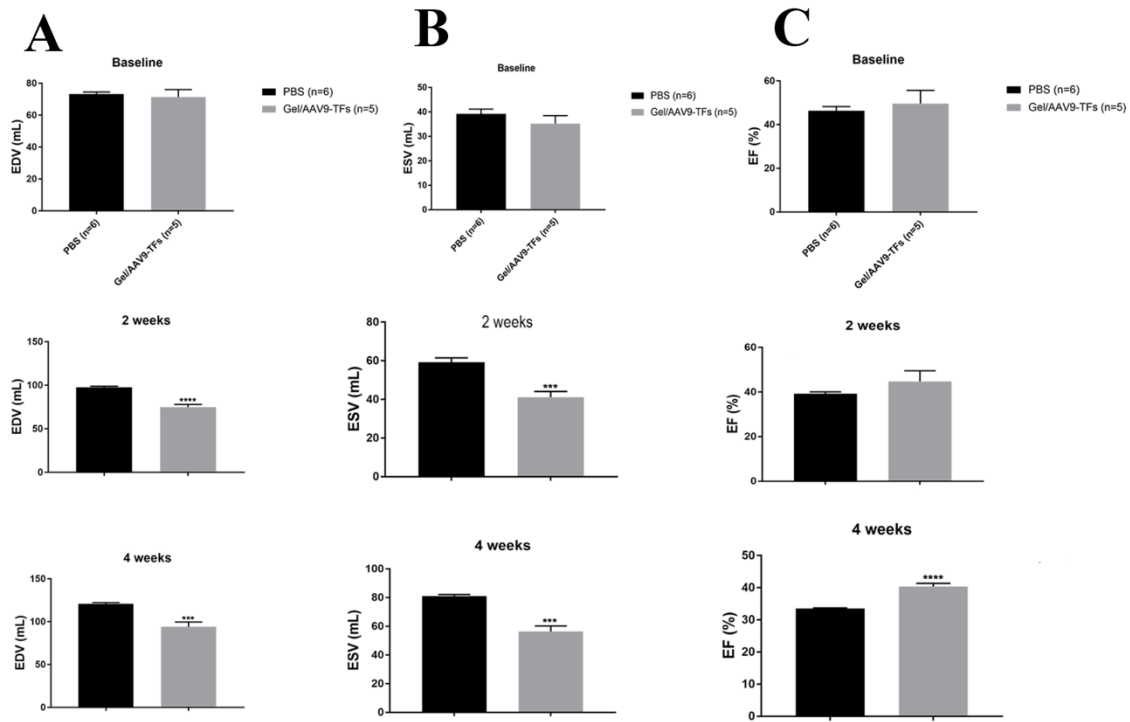 A
Baseline
EDV (mL)
80
60
40
20
0
PBS (n=6)
Gel/AAV9-TFs (n=5)
PBS (n=6)
Gel/AAV9-TFs (n=5)
B
Baseline
ESV (mL)
50
40
30
20
10
0
PBS (n=6)
Gel/AAV9-TFs (n=5)
PBS (n=6)
Gel/AAV9-TFs (n=5)
C
Baseline
EF (%)
60
40
20
0
PBS (n=6)
Gel/AAV9-TFs (n=5)
PBS (n=6)
Gel/AAV9-TFs (n=5)
2 weeks
EDV (mL)
150
100
50
0
****
2 weeks
ESV (mL)
80
60
40
20
0
***
2 weeks
EF (%)
60
40
20
0
4 weeks
EDV (mL)
150
100
50
0
***
4 weeks
ESV (mL)
100
80
60
40
20
0
***
4 weeks
EF (%)
50
40
30
20
10
0
****